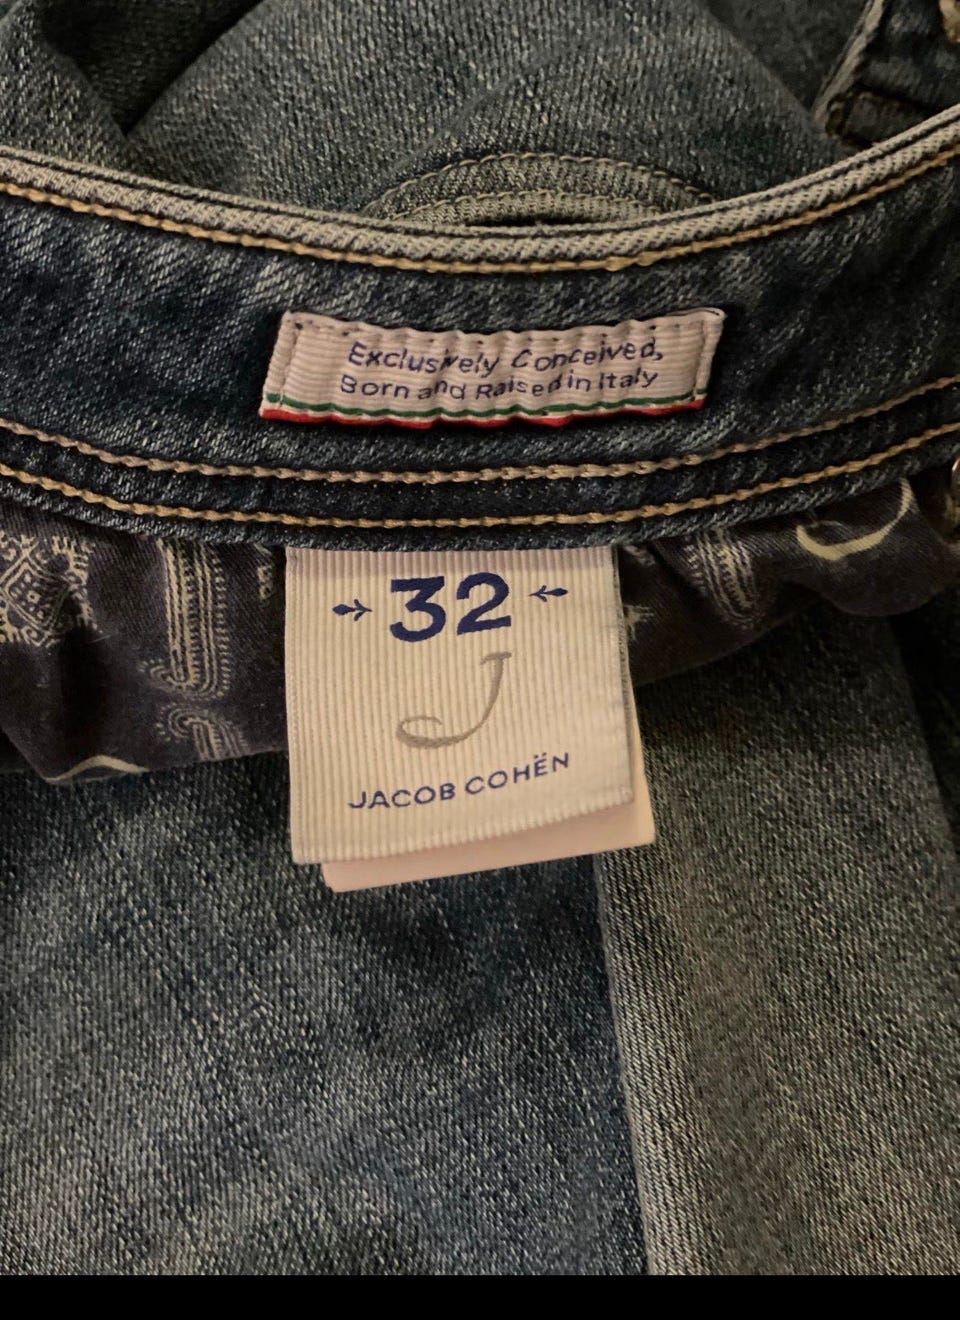 Exclusively Conceived,
Born and Raised in Italy
32
J
JACOB COHËN